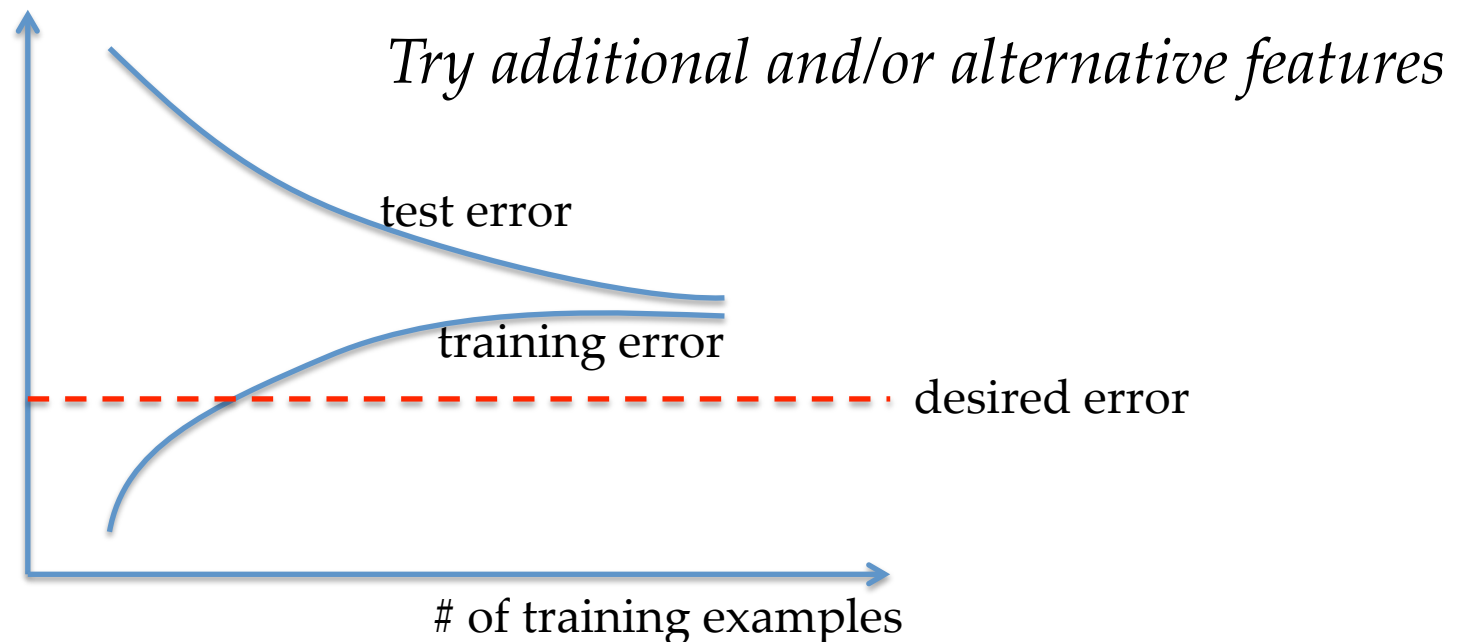 Try additional and/or alternative features
test error
training error
desired error
# of training examples